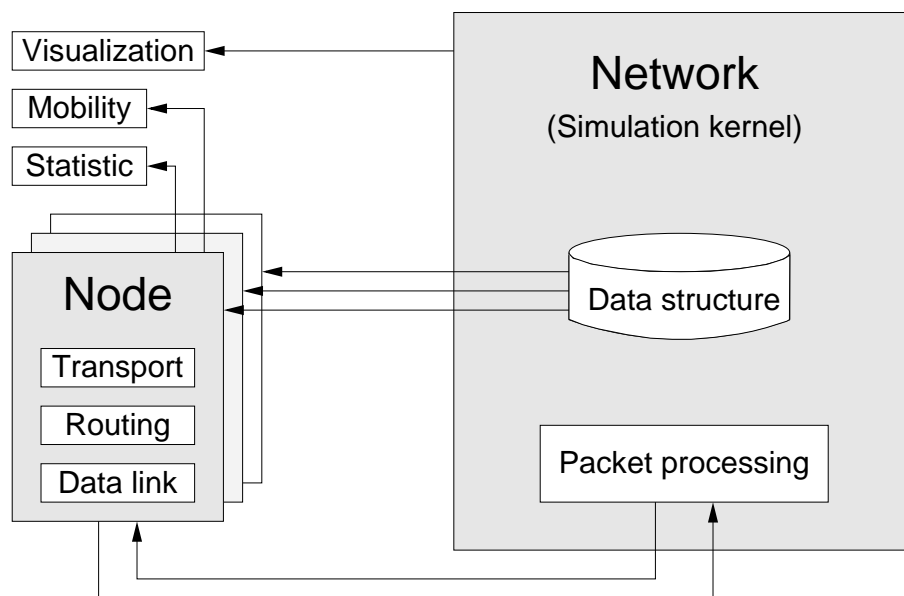 Visualization
Mobility
Statistic
Node
Transport
Routing
Data link
Network
(Simulation kernel)
Data structure
Packet processing